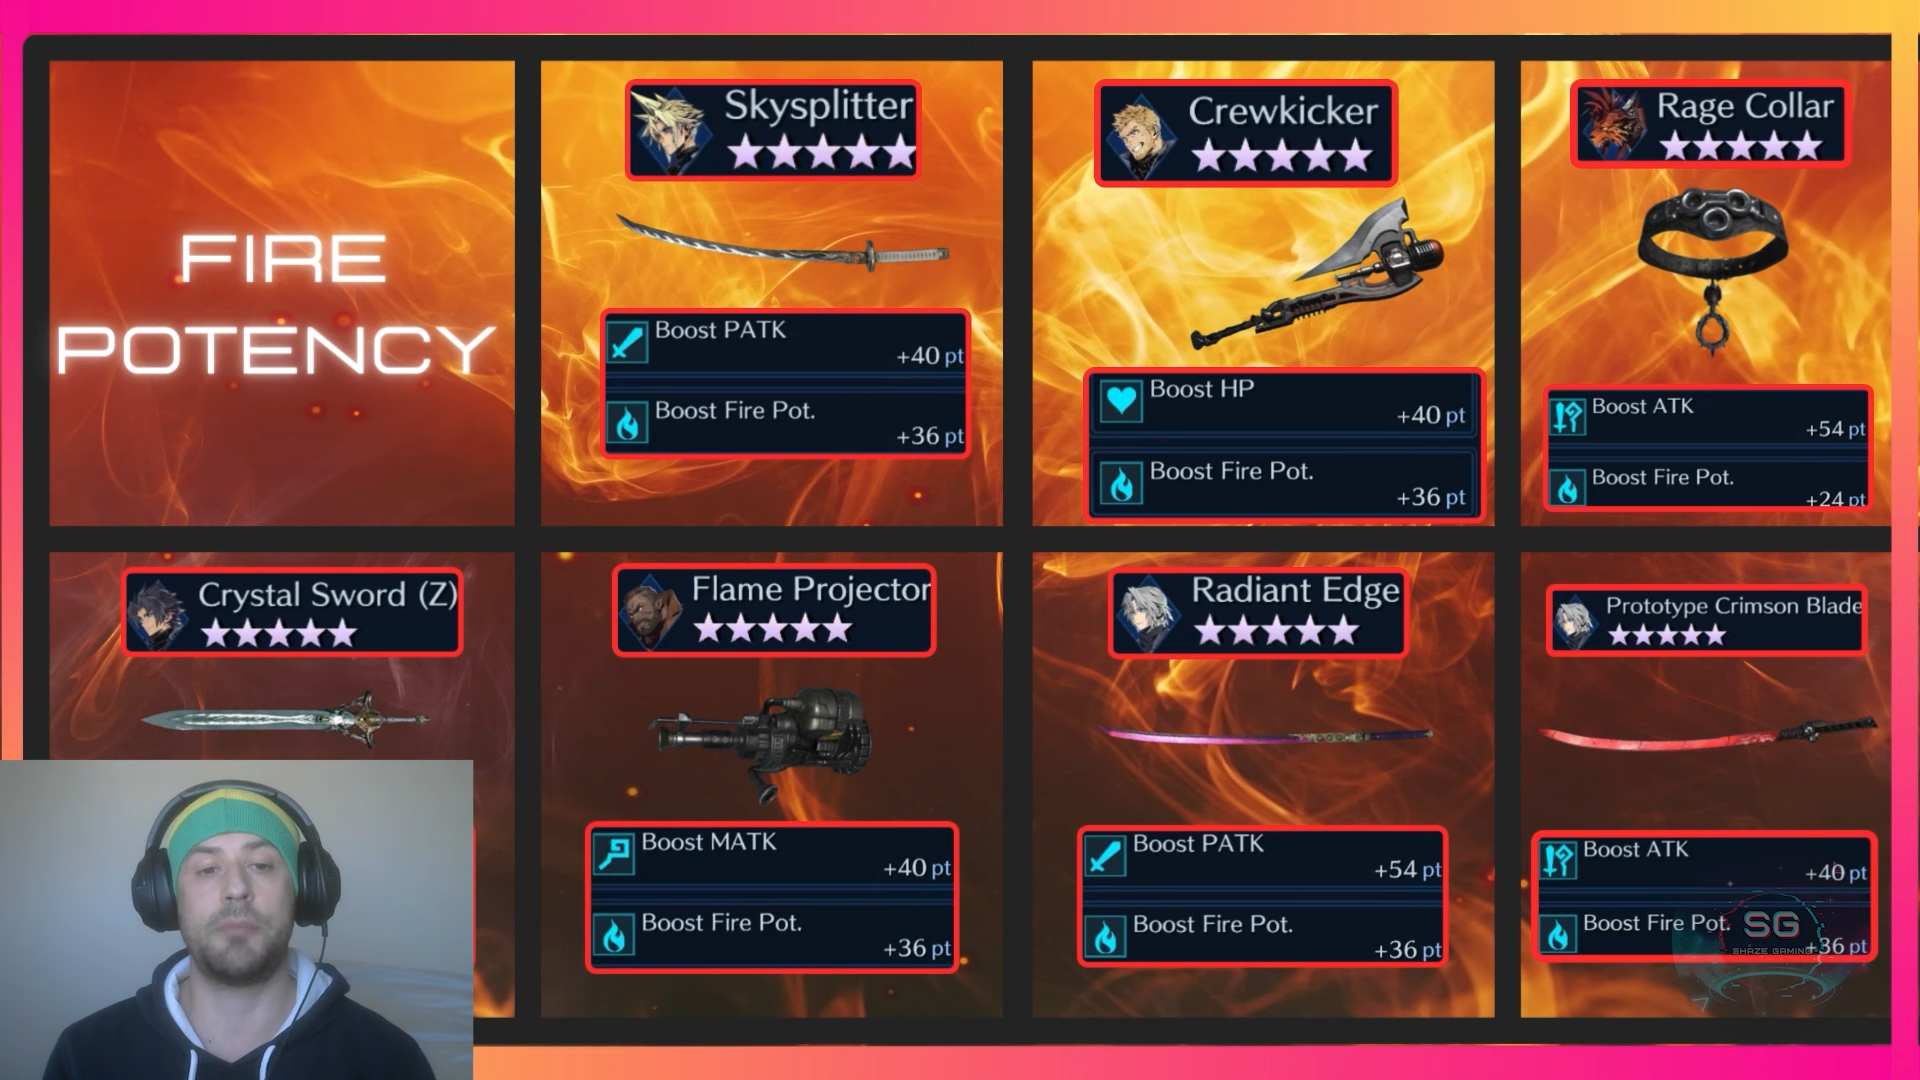 FIRE
POTENCY
Skysplitter
Boost PATK
+40 pt
Boost Fire Pot.
+36 pt
Crewkicker
Boost HP
+40 pt
Boost Fire Pot.
+36 pt
Rage Collar
Boost ATK
+54 pt
Boost Fire Pot.
+24 pt
Crystal Sword (Z)
Flame Projector
Boost MATK
+40 pt
Boost Fire Pot.
+36 pt
Radiant Edge
Boost PATK
+54 pt
Boost Fire Pot.
+36 pt
Prototype Crimson Blade
Boost ATK
+40 pt
Boost Fire Pot.
+36 pt
SG
SHAZE GAMING